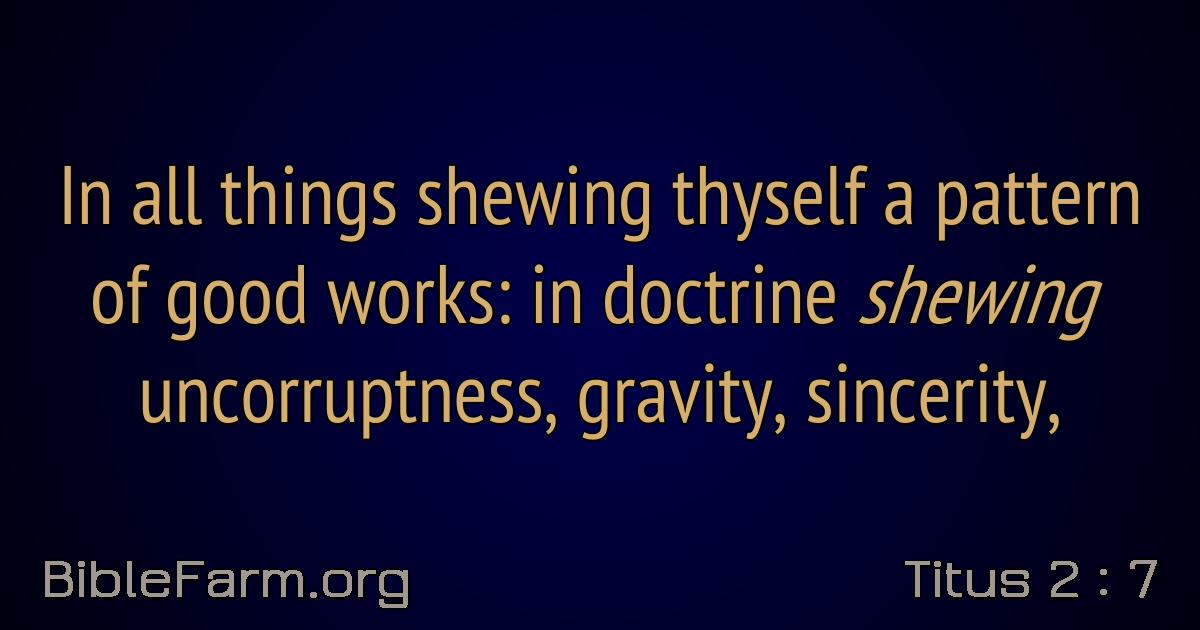 In all things shewing thyself a pattern
of good works: in doctrine shewing
uncorruptness, gravity, sincerity,
BibleFarm.org
Titus 2 : 7